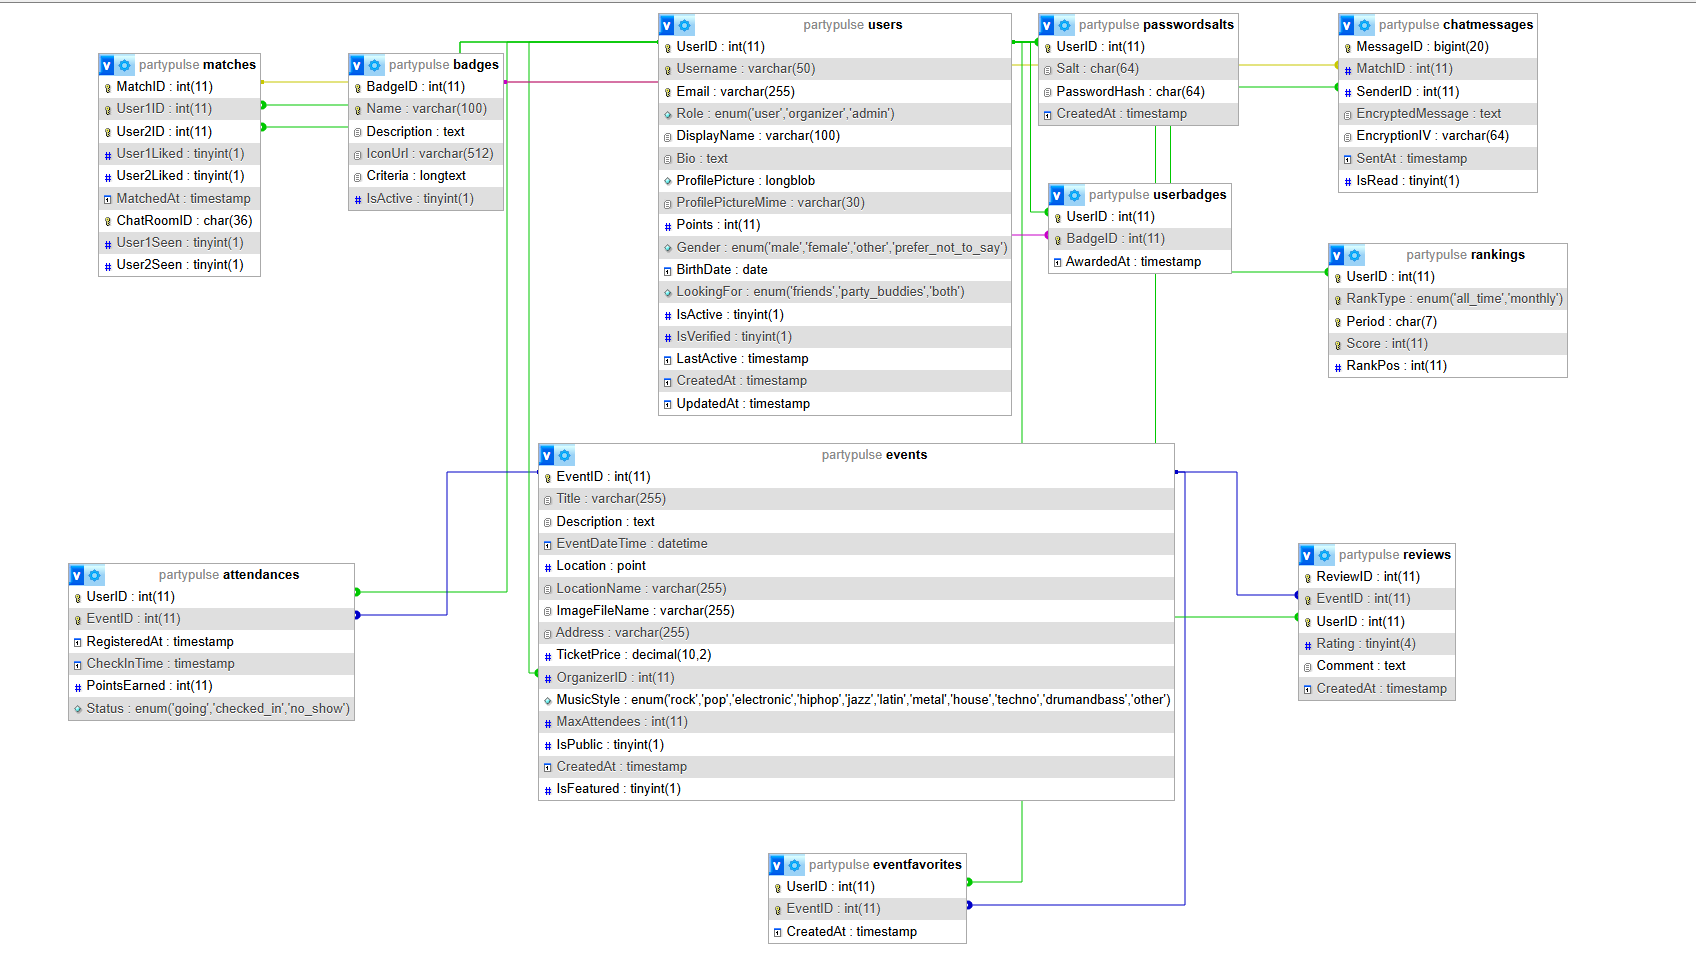 partypulse matches
MatchID : int(11)
User1ID : int(11)
User2ID : int(11)
User1Liked : tinyint(1)
User2Liked : tinyint(1)
MatchedAt : timestamp
ChatRoomID : char(36)
User1Seen : tinyint(1)
User2Seen : tinyint(1)
partypulse badges
BadgeID : int(11)
Name : varchar(100)
Description : text
IconUrl : varchar(512)
Criteria : longtext
IsActive : tinyint(1)
partypulse users
UserID : int(11)
Username : varchar(50)
Email : varchar(255)
Role : enum('user','organizer','admin')
DisplayName : varchar(100)
Bio : text
ProfilePicture : longblob
ProfilePictureMime : varchar(30)
Points : int(11)
Gender : enum('male','female','other','prefer_not_to_say')
BirthDate : date
LookingFor : enum('friends','party_buddies','both')
IsActive : tinyint(1)
IsVerified : tinyint(1)
LastActive : timestamp
CreatedAt : timestamp
UpdatedAt : timestamp
partypulse passwordsalts
UserID : int(11)
Salt : char(64)
PasswordHash : char(64)
CreatedAt : timestamp
partypulse chatmessages
MessageID : bigint(20)
MatchID : int(11)
SenderID : int(11)
EncryptedMessage : text
EncryptionIV : varchar(64)
SentAt : timestamp
IsRead : tinyint(1)
partypulse userbadges
UserID : int(11)
BadgeID : int(11)
AwardedAt : timestamp
partypulse rankings
UserID : int(11)
RankType : enum('all_time','monthly')
Period : char(7)
Score : int(11)
RankPos : int(11)
partypulse events
EventID : int(11)
Title : varchar(255)
Description : text
EventDateTime : datetime
Location : point
LocationName : varchar(255)
ImageFileName : varchar(255)
Address : varchar(255)
TicketPrice : decimal(10,2)
OrganizerID : int(11)
MusicStyle : enum('rock','pop','electronic','hiphop','jazz','latin','metal','house','techno','drumandbass','other')
MaxAttendees : int(11)
IsPublic : tinyint(1)
CreatedAt : timestamp
IsFeatured : tinyint(1)
partypulse attendances
UserID : int(11)
EventID : int(11)
RegisteredAt : timestamp
CheckInTime : timestamp
PointsEarned : int(11)
Status : enum('going','checked_in','no_show')
partypulse reviews
ReviewID : int(11)
EventID : int(11)
UserID : int(11)
Rating : tinyint(4)
Comment : text
CreatedAt : timestamp
partypulse eventfavorites
UserID : int(11)
EventID : int(11)
CreatedAt : timestamp